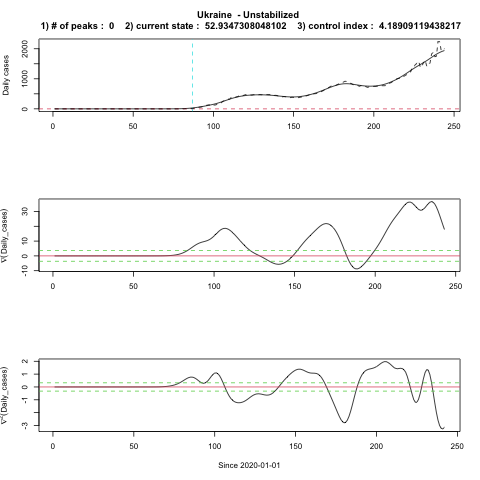 Ukraine - Unstabilized
1) # of peaks : 0 2) current state : 52.9347308048102 3) control index : 4.18909119438217
Daily cases
0 1000 2000
0 50 100 150 200 250
∇(Daily_cases)
-10 0 10 30
0 50 100 150 200 250
∇²(Daily_cases)
-3 -1 0 1 2
0 50 100 150 200 250
Since 2020-01-01